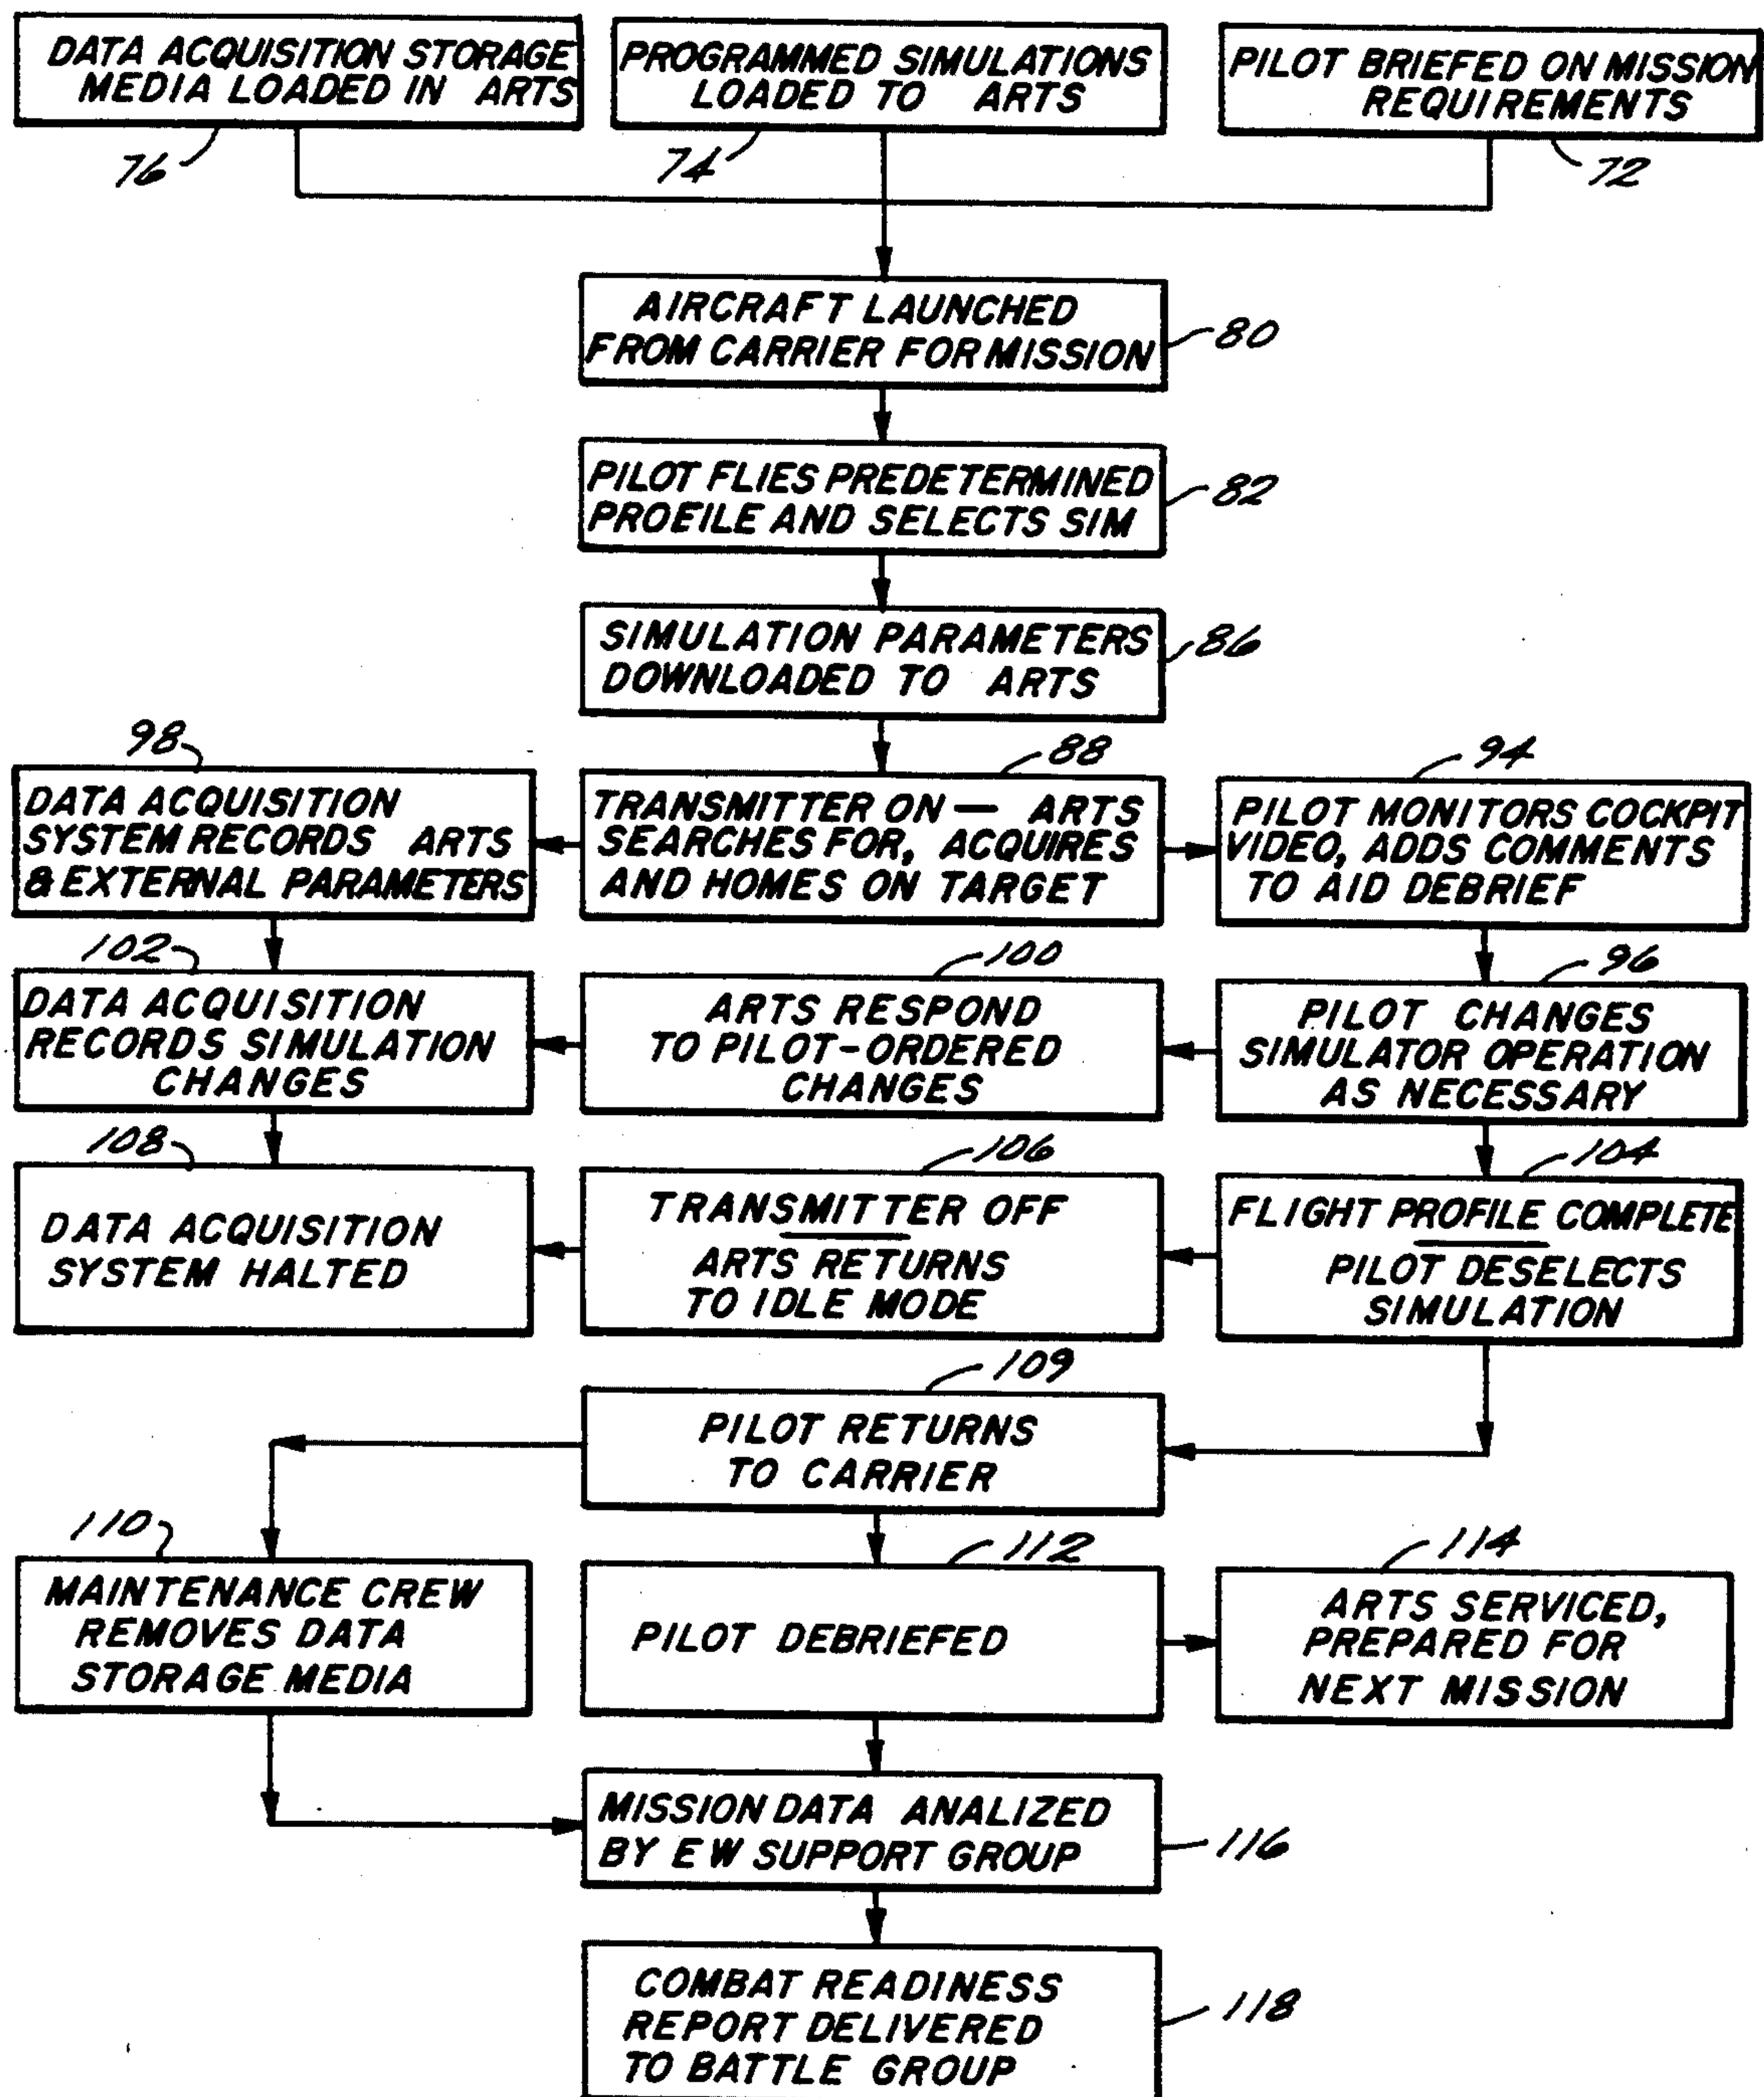 DATA ACQUISITION STORAGE
MEDIA LOADED IN ARTS
76
PROGRAMMED SIMULATIONS
LOADED TO ARTS
74
PILOT BRIEFED ON MISSION
REQUIREMENTS
72
AIRCRAFT LAUNCHED
FROM CARRIER FOR MISSION
80
PILOT FLIES PREDETERMINED
PROFILE AND SELECTS SIM
82
SIMULATION PARAMETERS
DOWNLOADED TO ARTS
86
98
DATA ACQUISITION
SYSTEM RECORDS ARTS
& EXTERNAL PARAMETERS
88
TRANSMITTER ON — ARTS
SEARCHES FOR, ACQUIRES
AND HOMES ON TARGET
94
PILOT MONITORS COCKPIT
VIDEO, ADDS COMMENTS
TO AID DEBRIEF
102
DATA ACQUISITION
RECORDS SIMULATION
CHANGES
100
ARTS RESPOND
TO PILOT-ORDERED
CHANGES
96
PILOT CHANGES
SIMULATOR OPERATION
AS NECESSARY
108
DATA ACQUISITION
SYSTEM HALTED
106
TRANSMITTER OFF
ARTS RETURNS
TO IDLE MODE
104
FLIGHT PROFILE COMPLETE
PILOT DESELECTS
SIMULATION
109
PILOT RETURNS
TO CARRIER
110
MAINTENANCE CREW
REMOVES DATA
STORAGE MEDIA
112
PILOT DEBRIEFED
114
ARTS SERVICED,
PREPARED FOR
NEXT MISSION
MISSION DATA ANALIZED
BY EW SUPPORT GROUP
116
COMBAT READINESS
REPORT DELIVERED
TO BATTLE GROUP
118